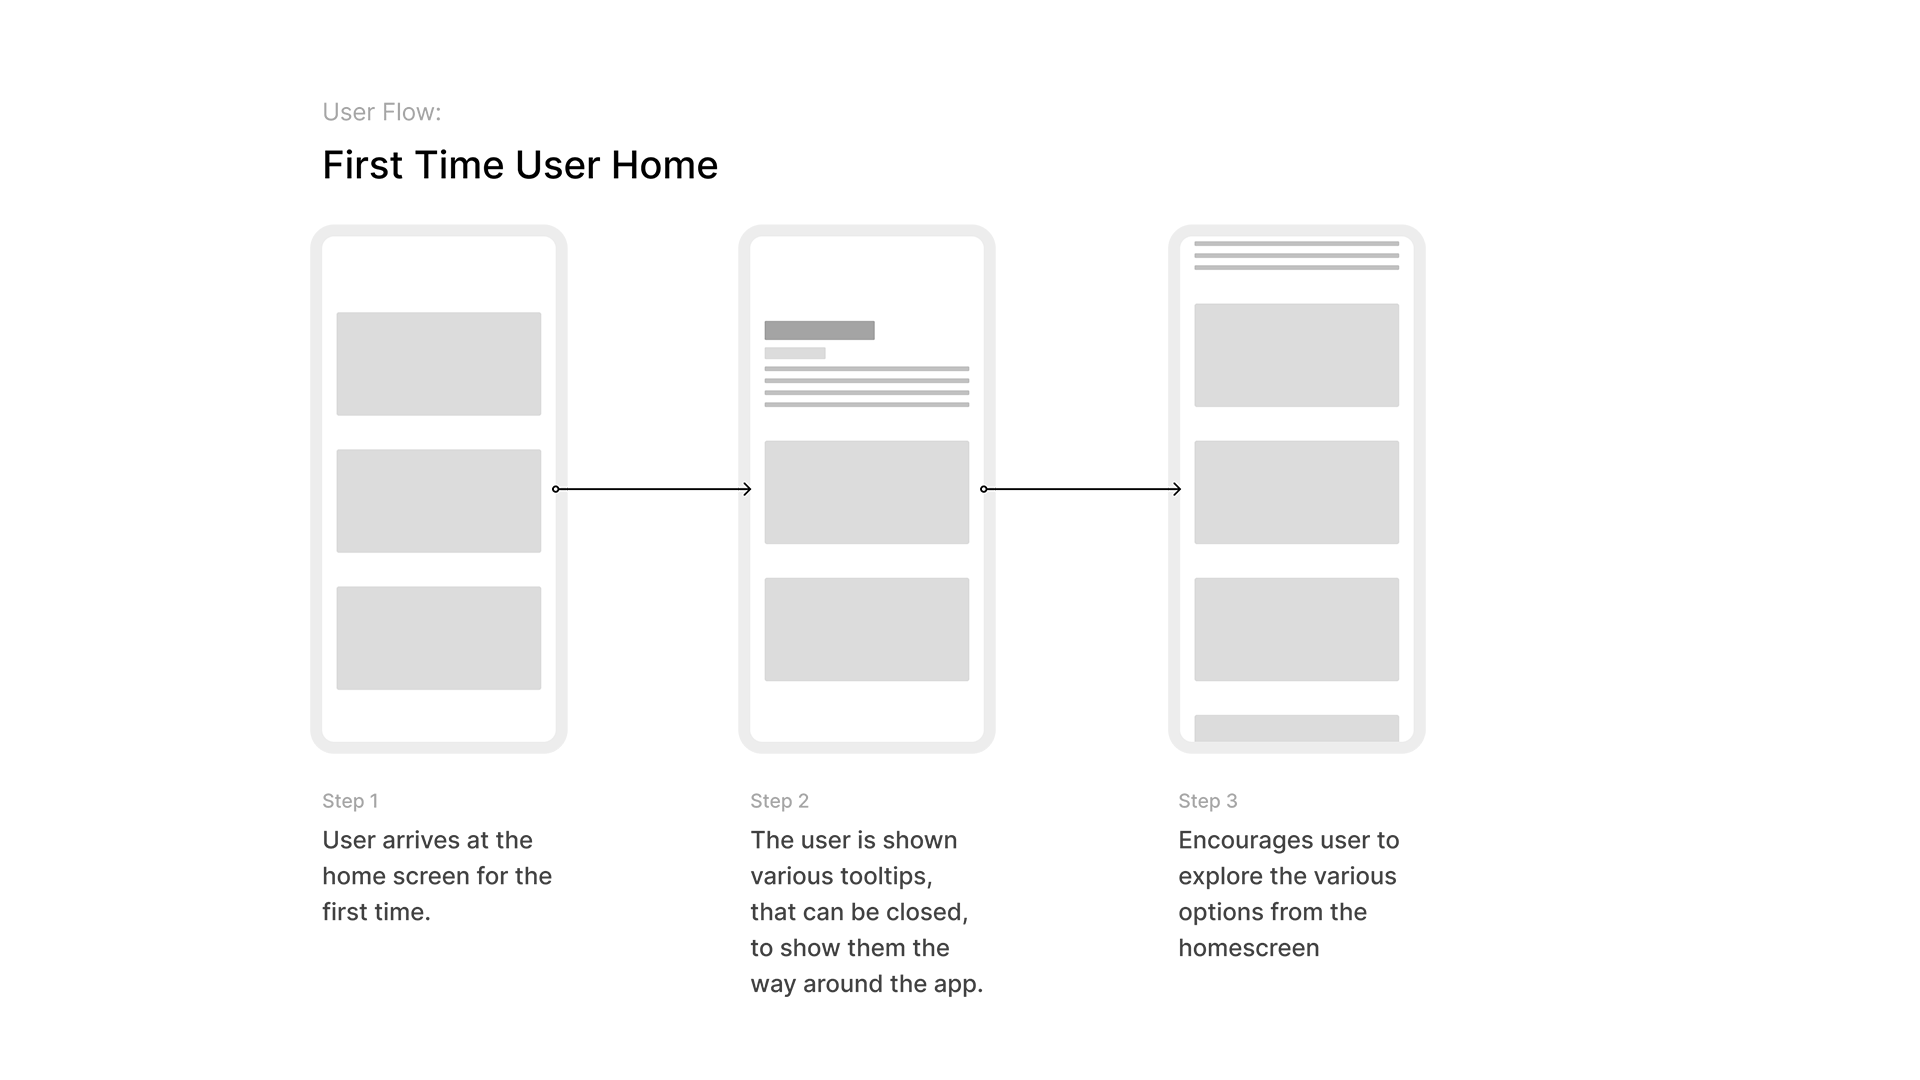 User Flow:
First Time User Home
Step 1
User arrives at the
home screen for the
first time.
Step 2
The user is shown
various tooltips,
that can be closed,
to show them the
way around the app.
Step 3
Encourages user to
explore the various
options from the
homescreen